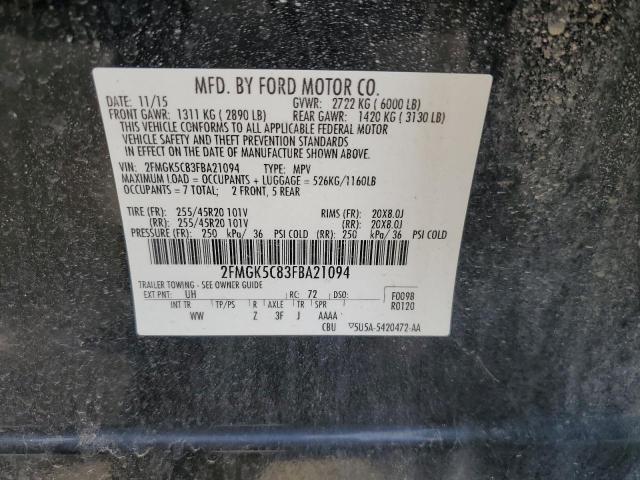 MFD. BY FORD MOTOR CO.
DATE: 11/15 GVWR: 2722 KG ( 6000 LB)
FRONT GAWR: 1311 KG ( 2890 LB) REAR GAWR: 1420 KG ( 3130 LB)
THIS VEHICLE CONFORMS TO ALL APPLICABLE FEDERAL MOTOR
VEHICLE SAFETY AND THEFT PREVENTION STANDARDS
IN EFFECT ON THE DATE OF MANUFACTURE SHOWN ABOVE.
VIN: 2FMGK5C83FBA21094 TYPE: MPV
MAXIMUM LOAD = OCCUPANTS + LUGGAGE = 526KG/1160LB
OCCUPANTS = 7 TOTAL; 2 FRONT, 5 REAR
TIRE (FR): 255/45R20 101V RIMS (FR): 20X8.0J
(RR): 255/45R20 101V (RR): 20X8.0J
PRESSURE (FR): 250 kPa/ 36 PSI COLD (RR): 250 kPa/ 36 PSI COLD
2FMGK5C83FBA21094
TRAILER TOWING - SEE OWNER GUIDE
EXT PNT: UH RC: 72 DSO: F0098
INT TR TP/PS R AXLE TR SPR R0120
WW Z 3F J AAAA
CBU 5U5A-5420472-AA